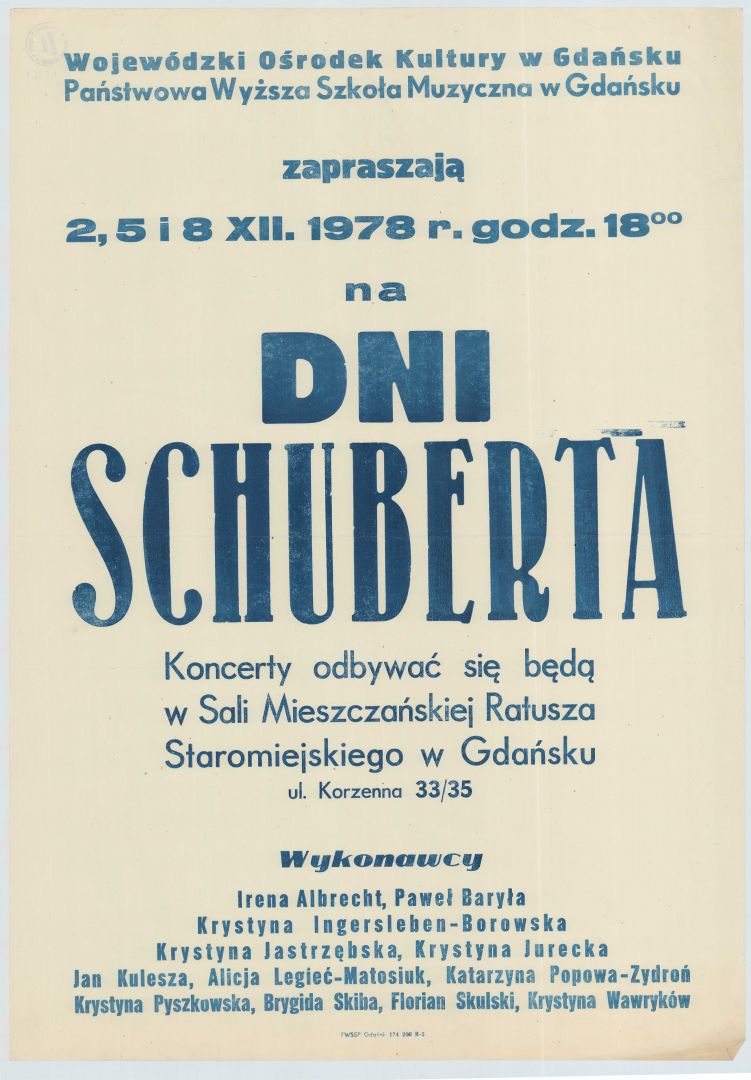 Wojewódzki Ośrodek Kultury w Gdańsku
Państwowa Wyższa Szkoła Muzyczna w Gdańsku
zapraszają
2, 5 i 8 XII. 1978 r. godz. 18⁰⁰
na
DNI
SCHUBERTA
Koncerty odbywać się będą
w Sali Mieszczańskiej Ratusza
Staromiejskiego w Gdańsku
ul. Korzenna 33/35
Wykonawcy
Irena Albrecht, Paweł Baryła
Krystyna Ingersleben-Borowska
Krystyna Jastrzębska, Krystyna Jurecka
Jan Kulesza, Alicja Legieć-Matosiuk, Katarzyna Popowa-Zydroń
Krystyna Pyszkowska, Brygida Skiba, Florian Skulski, Krystyna Wawryków
Gdańsk 174 200